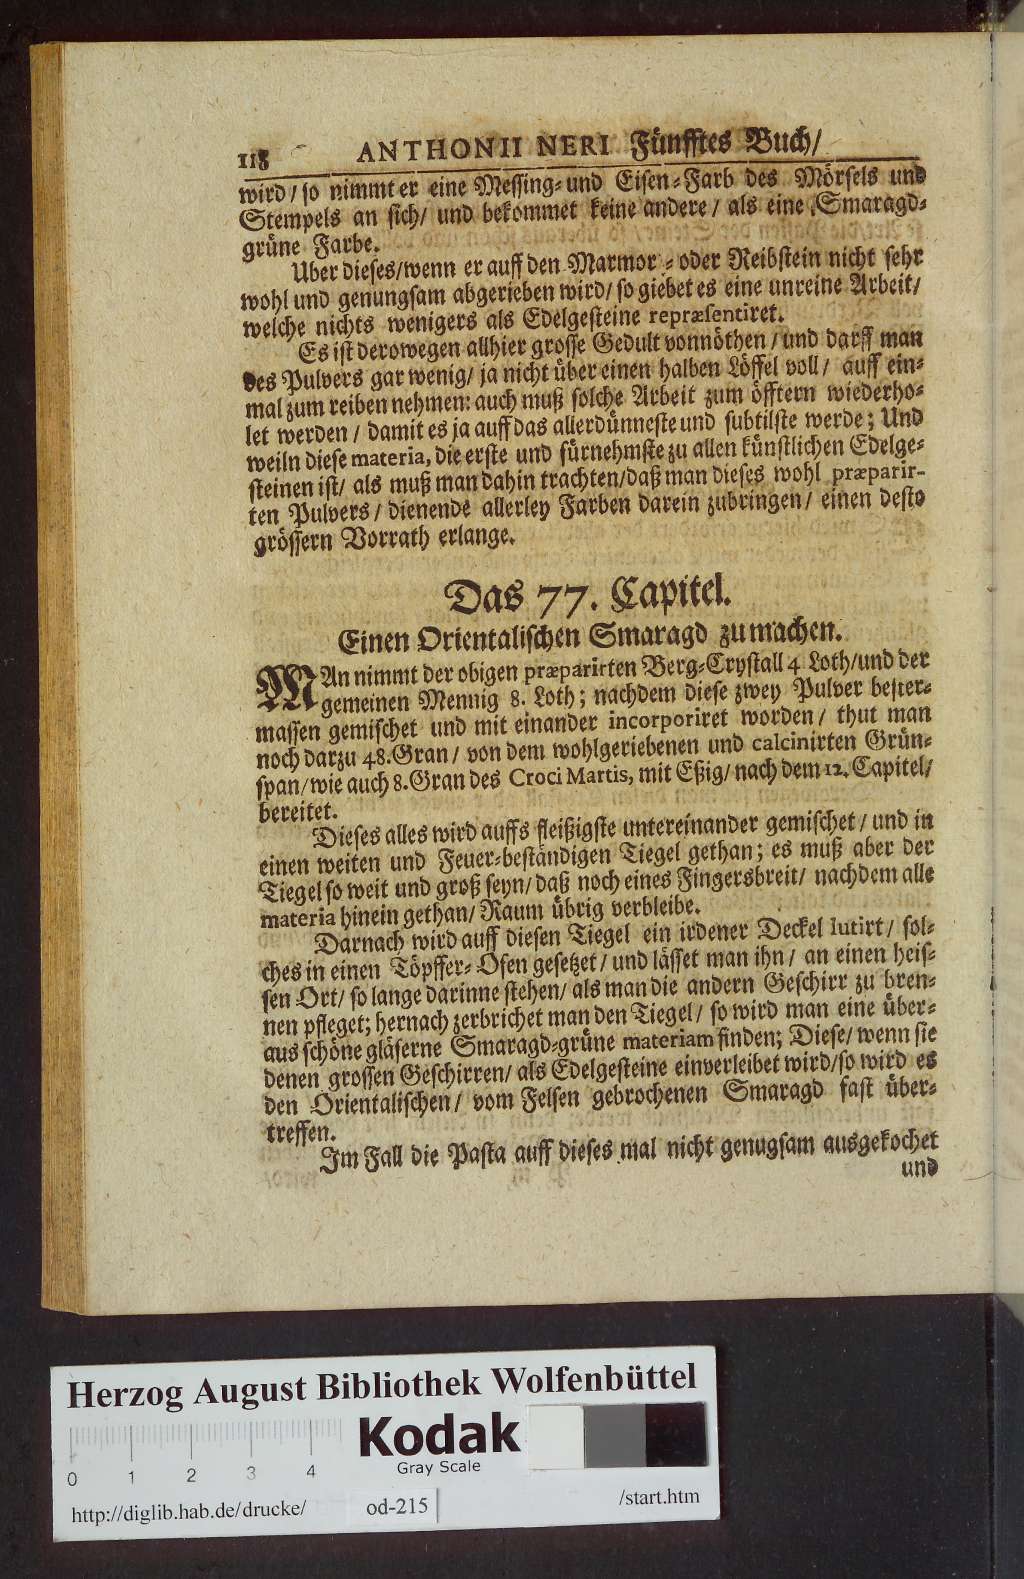 118 ANTHONII NERI Fünfftes Buch/
wird/ so nimmt er eine Messing- und Eisen-Farb des Mörsels und
Stempels an sich/ und bekommet keine andere/ als eine Smaragd-
grüne Farbe.
Uber dieses/ wenn er auff den Marmor- oder Reibstein nicht sehr
wohl und genungsam abgerieben wird/ so giebet es eine unreine Arbeit/
welche nichts wenigers als Edelgesteine repræsentiret.
Es ist derowegen allhier grosse Gedult vonnöthen/ und darff man
des Pulvers gar wenig/ ja nicht über einen halben Löffel voll/ auff ein-
mal zum reiben nehmen: auch muß solche Arbeit zum öfftern wiederho-
let werden/ damit es ja auff das allerdünneste und subtilste werde; Und
weiln diese materia, die erste und fürnehmste zu allen künstlichen Edelge-
steinen ist/ als muß man dahin trachten/ daß man dieses wohl præparir-
ten Pulvers/ dienende allerley Farben darein zubringen/ einen desto
grössern Vorrath erlange.
Das 77. Capitel.
Einen Orientalischen Smaragd zu machen.
MAn nimmt der obigen præparirten Berg-Crystall 4 Loth/ und der
gemeinen Mennig 8. Loth; nachdem diese zwey Pulver bester-
massen gemischet und mit einander incorporiret worden/ thut man
noch darzu 48. Gran/ von dem wohlgeriebenen und calcinirten Grün-
span/ wie auch 8. Gran des Croci Martis, mit Eßig/ nach dem 12. Capitel/
bereitet.
Dieses alles wird auffs fleißigste untereinander gemischet/ und in
einen weiten und Feuer-beständigen Tiegel gethan; es muß aber der
Tiegel so weit und groß seyn/ daß noch eines Fingersbreit/ nachdem alle
materia hinein gethan/ Raum übrig verbleibe.
Darnach wird auff diesen Tiegel ein irdener Deckel lutirt/ sol-
ches in einen Töpffer-Ofen gesetzet/ und lässet man ihn/ an einen heis-
sen Ort/ so lange darinne stehen/ als man die andern Geschirr zu bren-
nen pfleget; hernach zerbrichet man den Tiegel/ so wird man eine über-
aus schöne gläserne Smaragd-grüne materiam finden; Diese/ wenn sie
denen grossen Geschirren/ als Edelgesteine einverleibet wird/ so wird es
den Orientalischen/ vom Felsen gebrochenen Smaragd fast über-
treffen.
Im Fall die Pasta auff dieses mal nicht genugsam ausgekochet
und
Herzog August Bibliothek Wolfenbüttel
Kodak
Gray Scale
0 1 2 3 4
http://diglib.hab.de/drucke/ od-215 /start.htm